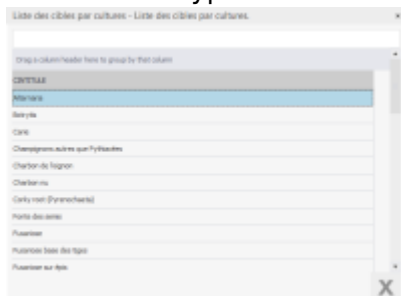 Liste des cibles par cultures - Liste des cibles par cultures.
Drag a column header here to group by that column
Alternaria
Botrytis
Carie
Champignons autres que Pythiacées
Charbon de l'oignon
Charbon nu
Corky root (Pyrenochaeta)
Fonte des semis
Fusariose
Fusariose base des tiges
Fusariose sur épis
X